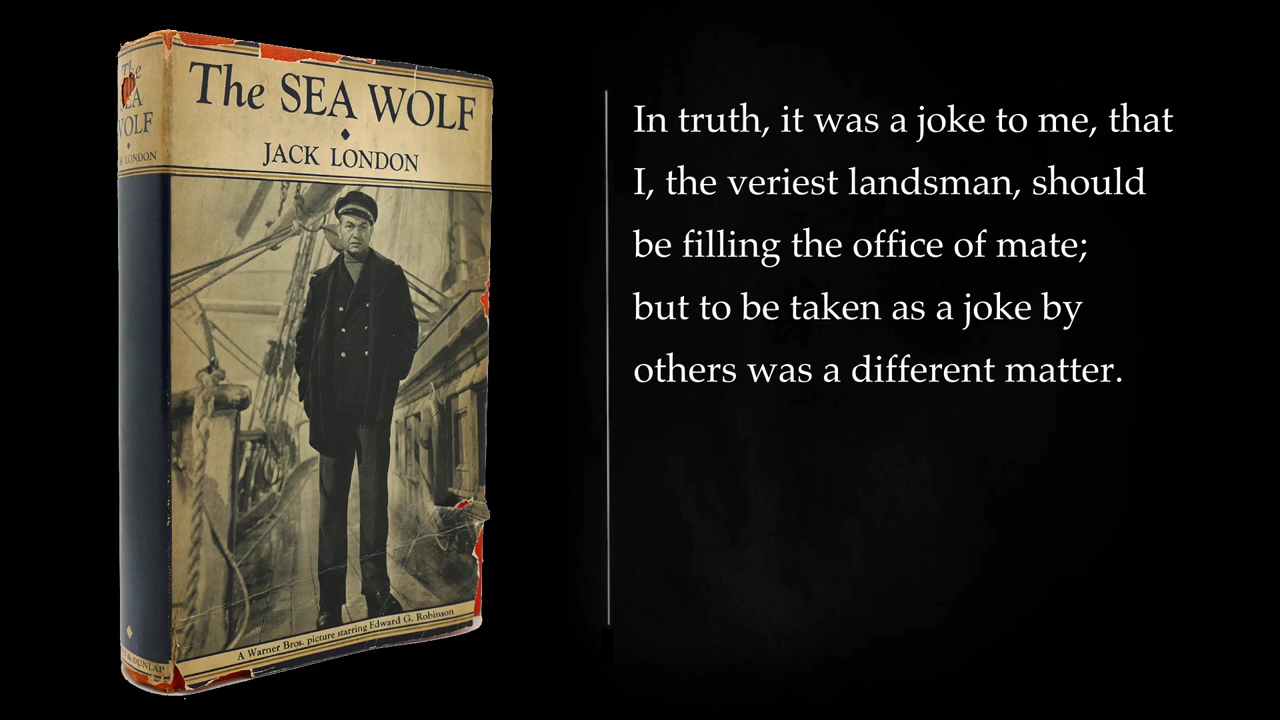 The SEA WOLF
JACK LONDON
A Warner Bros. picture starring Edward G. Robinson
The
WOLF
LONDON
DUNLAP
In truth, it was a joke to me, that
I, the veriest landsman, should
be filling the office of mate;
but to be taken as a joke by
others was a different matter.